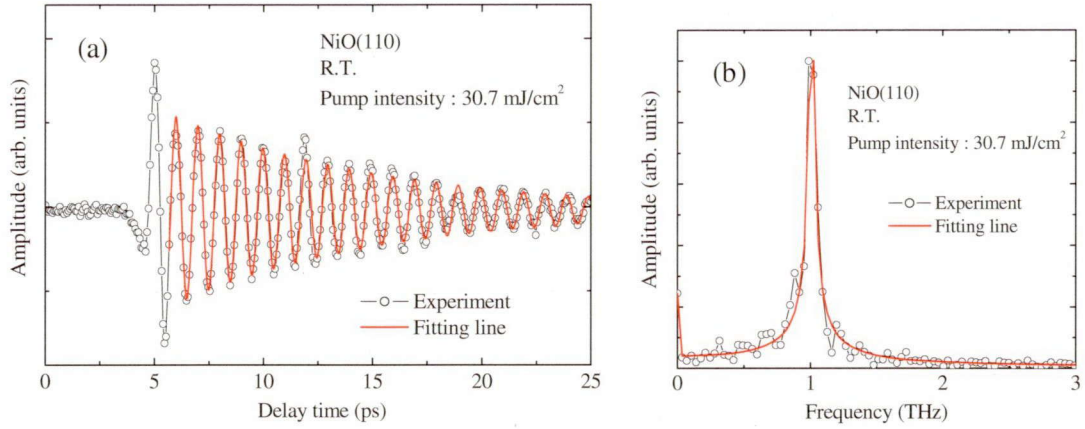 (a)
NiO(110)
R.T.
Pump intensity : 30.7 mJ/cm²
Amplitude (arb. units)
Experiment
Fitting line
0 5 10 15 20 25
Delay time (ps)
(b)
NiO(110)
R.T.
Pump intensity : 30.7 mJ/cm²
Amplitude (arb. units)
Experiment
Fitting line
0 1 2 3
Frequency (THz)